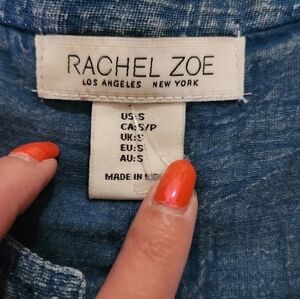 RACHEL ZOE
LOS ANGELES NEW YORK
US:S
CA:S/P
UK:S
EU:S
AU:S
MADE IN